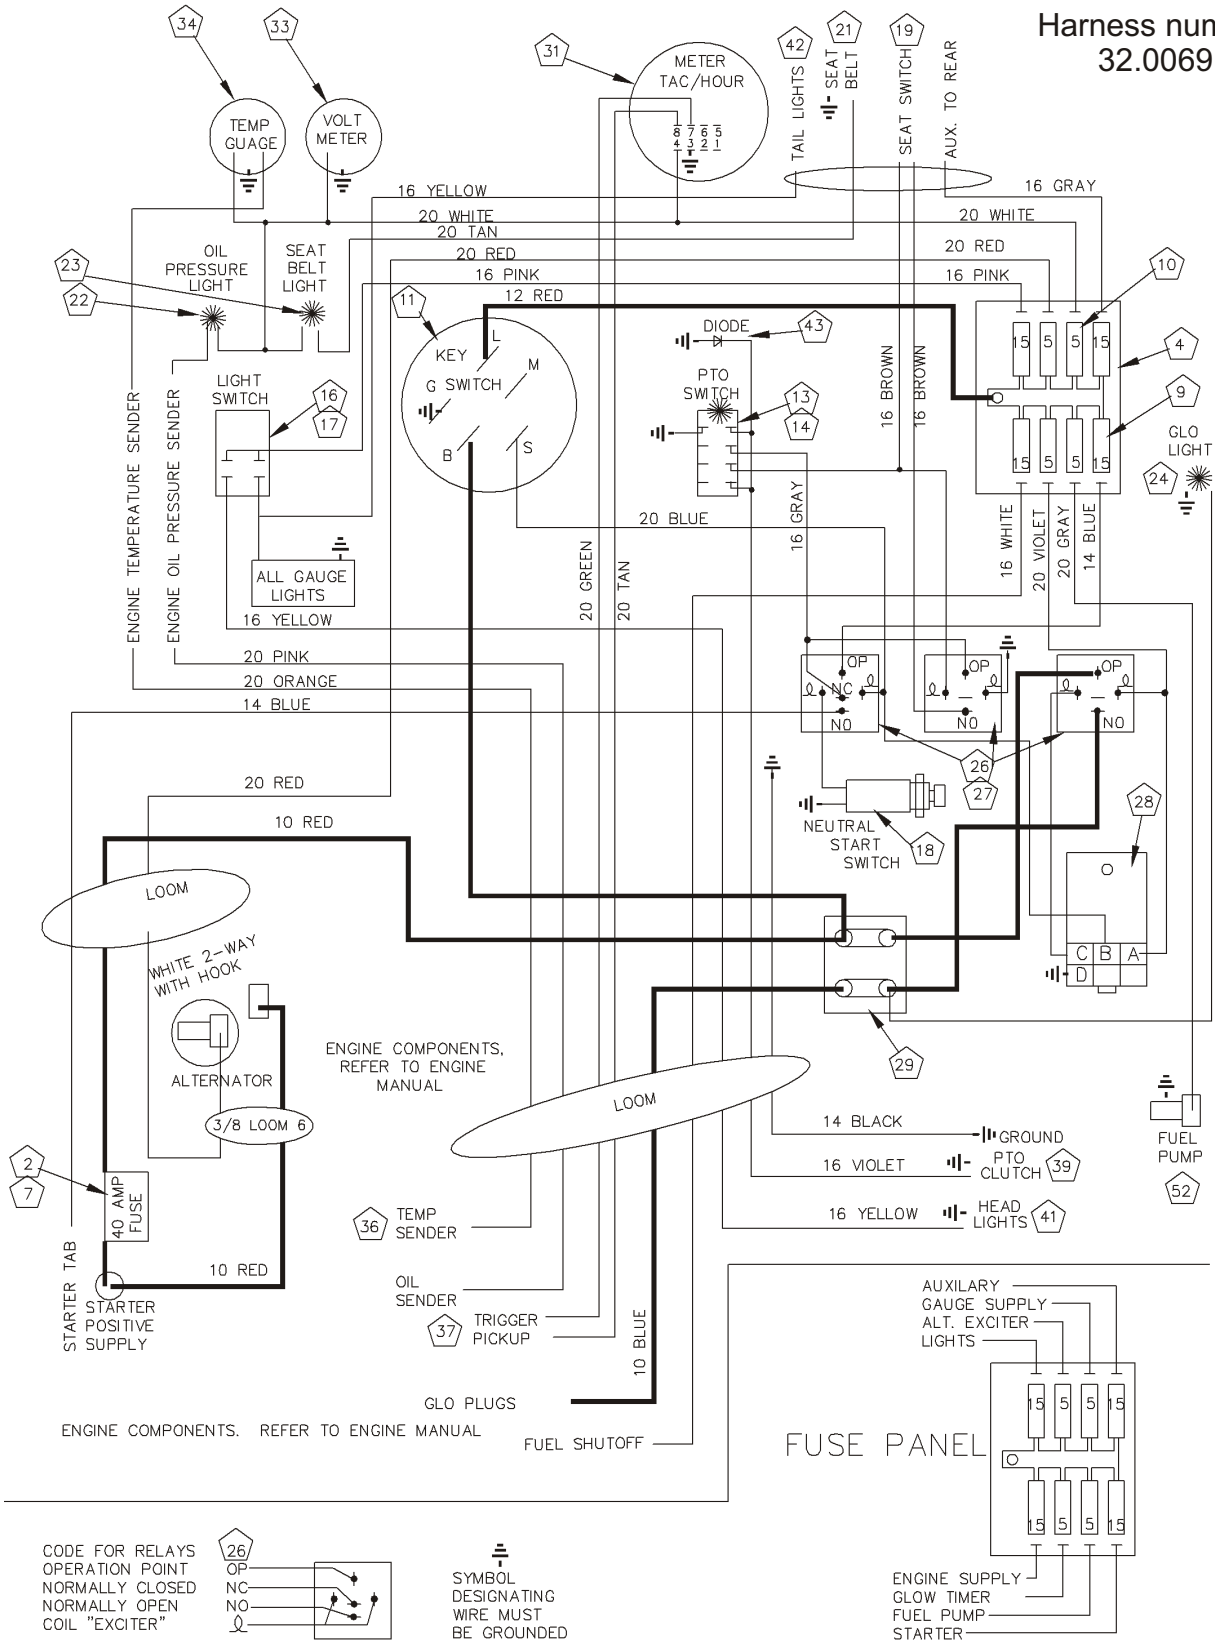 Harness num
32.0069
34
33
31
42
21
19
TAIL LIGHTS
SEAT
BELT
SEAT SWITCH
AUX. TO REAR
METER
TAC/HOUR
8 7 6 5
4 3 2 1
TEMP
GUAGE
VOLT
METER
16 YELLOW
16 GRAY
20 WHITE
20 WHITE
20 TAN
20 RED
20 RED
16 PINK
16 PINK
12 RED
23
22
OIL
PRESSURE
LIGHT
SEAT
BELT
LIGHT
11
10
43
DIODE
4
KEY
SWITCH
L
M
G
B
S
PTO
SWITCH
13
14
16 BROWN
16 BROWN
15 5 5 15
15 5 5 15
9
GLO
LIGHT
24
LIGHT
SWITCH
16
17
ENGINE TEMPERATURE SENDER
ENGINE OIL PRESSURE SENDER
20 BLUE
16 GRAY
16 WHITE
20 VIOLET
20 GRAY
14 BLUE
ALL GAUGE
LIGHTS
20 GREEN
20 TAN
16 YELLOW
20 PINK
20 ORANGE
14 BLUE
OP
NC
NO
OP
NO
OP
NO
26
27
20 RED
10 RED
NEUTRAL
START
SWITCH
18
28
LOOM
WHITE 2-WAY
WITH HOOK
C B A
D
29
ALTERNATOR
ENGINE COMPONENTS,
REFER TO ENGINE
MANUAL
LOOM
3/8 LOOM 6
14 BLACK
GROUND
16 VIOLET
PTO
CLUTCH
39
16 YELLOW
HEAD
LIGHTS
41
FUEL
PUMP
52
2
7
40 AMP
FUSE
36
TEMP
SENDER
10 RED
STARTER TAB
STARTER
POSITIVE
SUPPLY
OIL
SENDER
37
TRIGGER
PICKUP
10 BLUE
GLO PLUGS
ENGINE COMPONENTS. REFER TO ENGINE MANUAL
FUEL SHUTOFF
AUXILARY
GAUGE SUPPLY
ALT. EXCITER
LIGHTS
15 5 5 15
FUSE PANEL
15 5 5 15
ENGINE SUPPLY
GLOW TIMER
FUEL PUMP
STARTER
CODE FOR RELAYS
26
OPERATION POINT OP
NORMALLY CLOSED NC
NORMALLY OPEN NO
COIL "EXCITER"
SYMBOL
DESIGNATING
WIRE MUST
BE GROUNDED